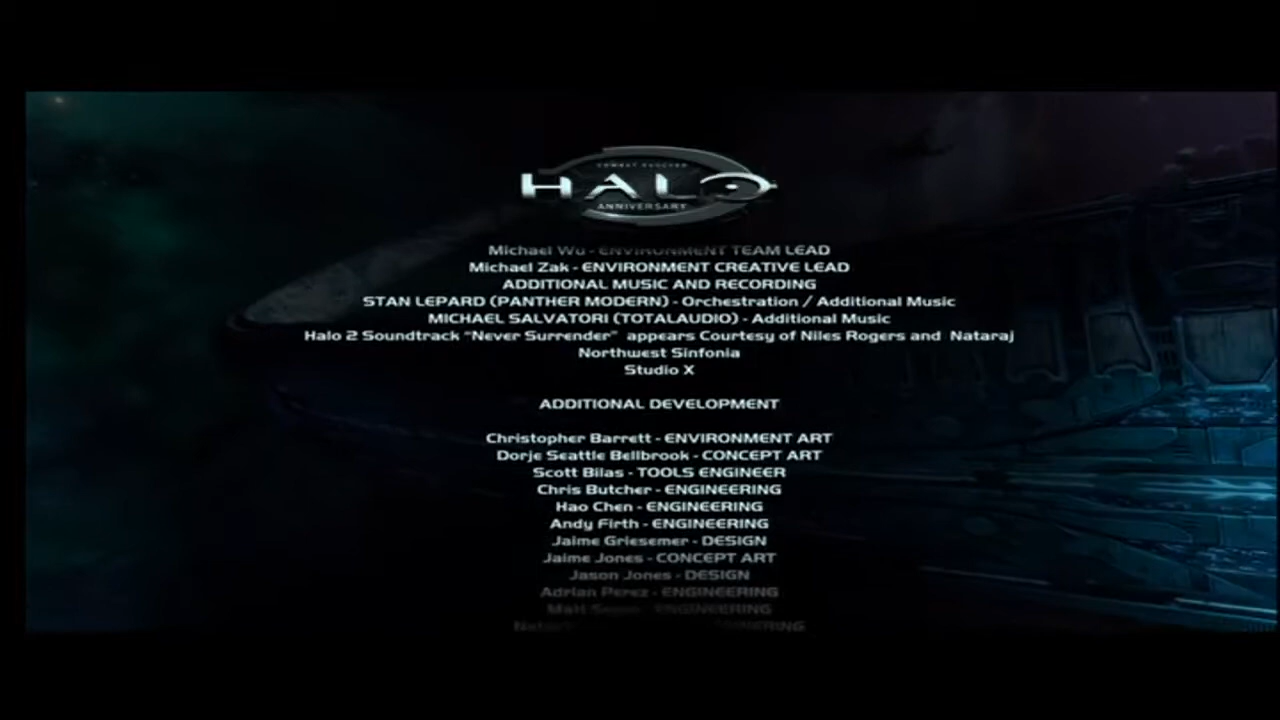 COMBAT EVOLVED
HALO
ANNIVERSARY
Michael Wu - ENVIRONMENT TEAM LEAD
Michael Zak - ENVIRONMENT CREATIVE LEAD
ADDITIONAL MUSIC AND RECORDING
STAN LEPARD (PANTHER MODERN) - Orchestration / Additional Music
MICHAEL SALVATORI (TOTALAUDIO) - Additional Music
Halo 2 Soundtrack “Never Surrender” appears Courtesy of Niles Rogers and Nataraj
Northwest Sinfonia
Studio X
ADDITIONAL DEVELOPMENT
Christopher Barrett - ENVIRONMENT ART
Dorje Seattle Bellbrook - CONCEPT ART
Scott Bilas - TOOLS ENGINEER
Chris Butcher - ENGINEERING
Hao Chen - ENGINEERING
Andy Firth - ENGINEERING
Jaime Griesemer - DESIGN
Jaime Jones - CONCEPT ART
Jason Jones - DESIGN
Adrian Perez - ENGINEERING
Matt - ENGINEERING